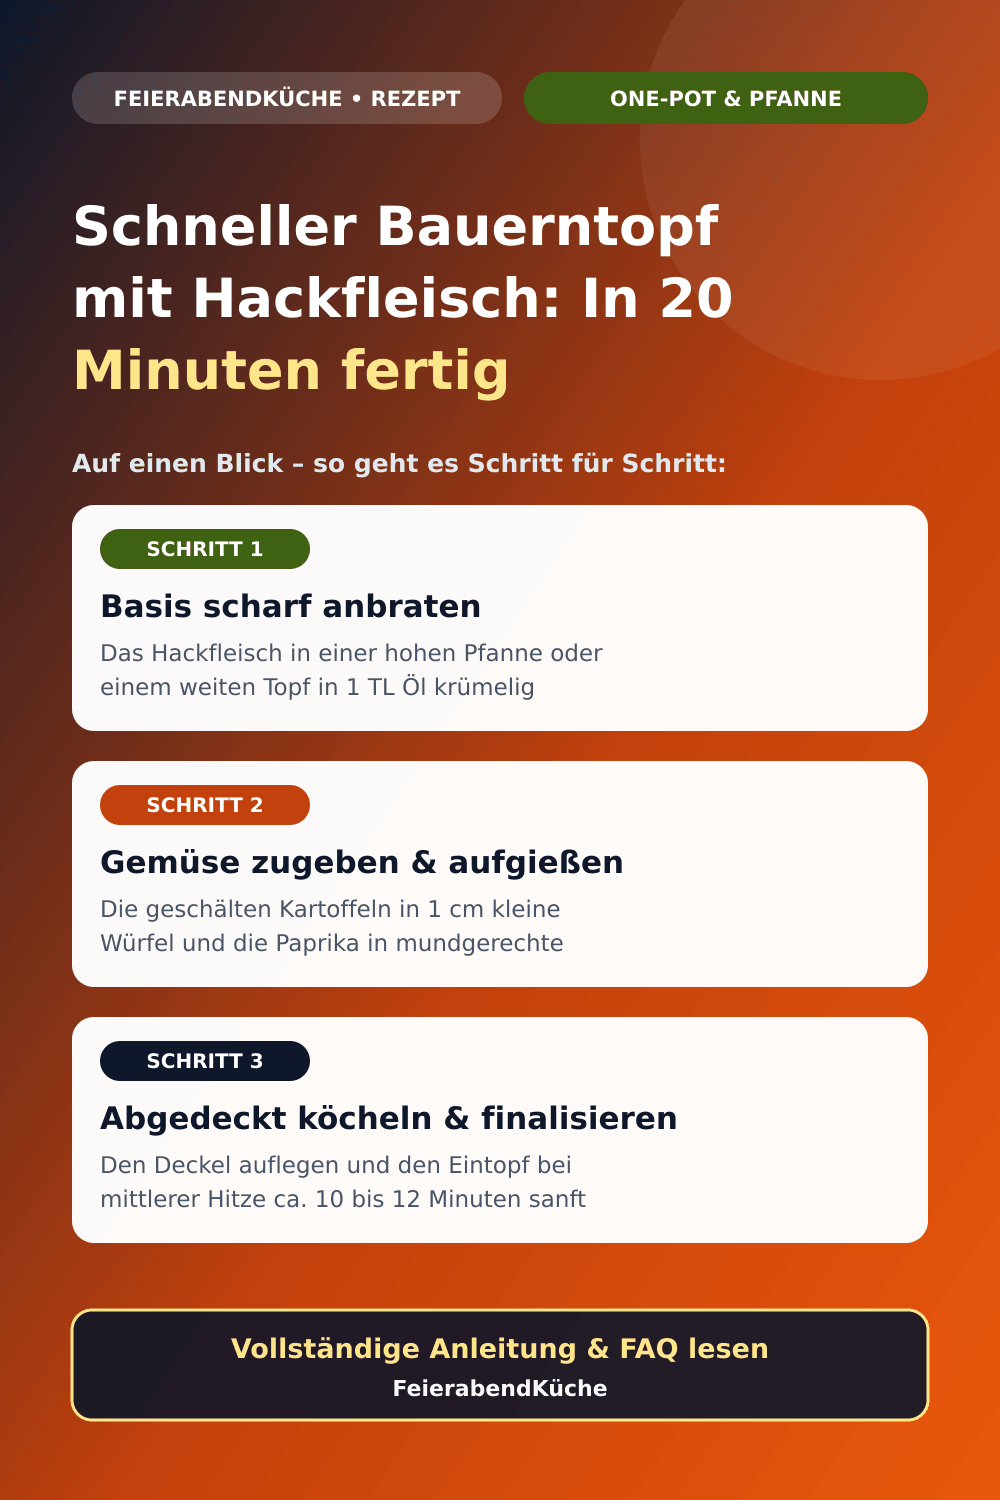 FEIERABENDKÜCHE • REZEPT
ONE-POT & PFANNE
Schneller Bauerntopf
mit Hackfleisch: In 20
Minuten fertig
Auf einen Blick – so geht es Schritt für Schritt:
SCHRITT 1
Basis scharf anbraten
Das Hackfleisch in einer hohen Pfanne oder
einem weiten Topf in 1 TL Öl krümelig
SCHRITT 2
Gemüse zugeben & aufgießen
Die geschälten Kartoffeln in 1 cm kleine
Würfel und die Paprika in mundgerechte
SCHRITT 3
Abgedeckt köcheln & finalisieren
Den Deckel auflegen und den Eintopf bei
mittlerer Hitze ca. 10 bis 12 Minuten sanft
Vollständige Anleitung & FAQ lesen
FeierabendKüche